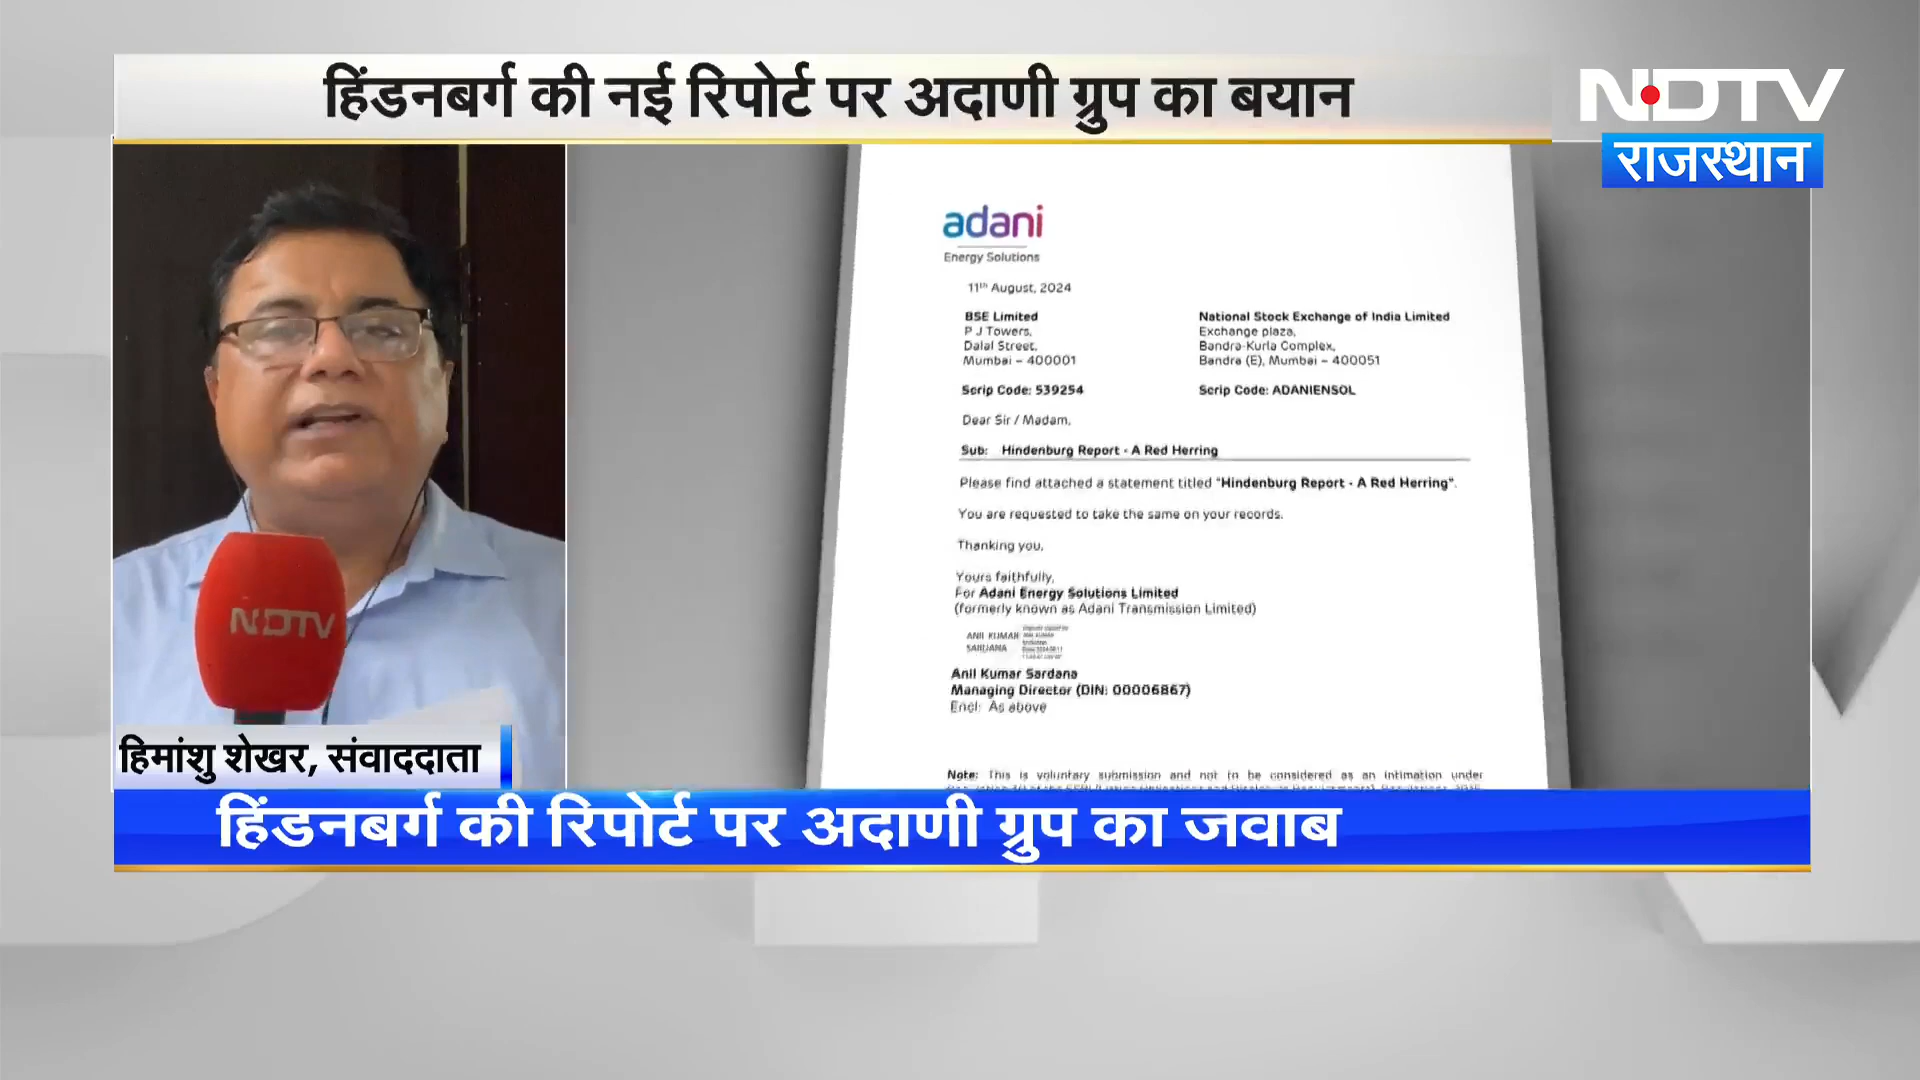 हिंडनबर्ग की नई रिपोर्ट पर अदाणी ग्रुप का बयान
NDTV
राजस्थान
adani
Energy Solutions
11th August, 2024
BSE Limited
P J Towers,
Dalal Street,
Mumbai – 400001
National Stock Exchange of India Limited
Exchange plaza,
Bandra-Kurla Complex,
Bandra (E), Mumbai – 400051
Scrip Code: 539254
Scrip Code: ADANIENSOL
Dear Sir / Madam,
Sub: Hindenburg Report - A Red Herring
Please find attached a statement titled "Hindenburg Report - A Red Herring".
You are requested to take the same on your records.
Thanking you,
Yours faithfully,
For Adani Energy Solutions Limited
(formerly known as Adani Transmission Limited)
ANIL KUMAR
SARDANA
Anil Kumar Sardana
Managing Director (DIN: 00006867)
Encl: As above
Note: This is voluntary submission and not to be considered as an intimation under
NDTV
हिमांशु शेखर, संवाददाता
हिंडनबर्ग की रिपोर्ट पर अदाणी ग्रुप का जवाब